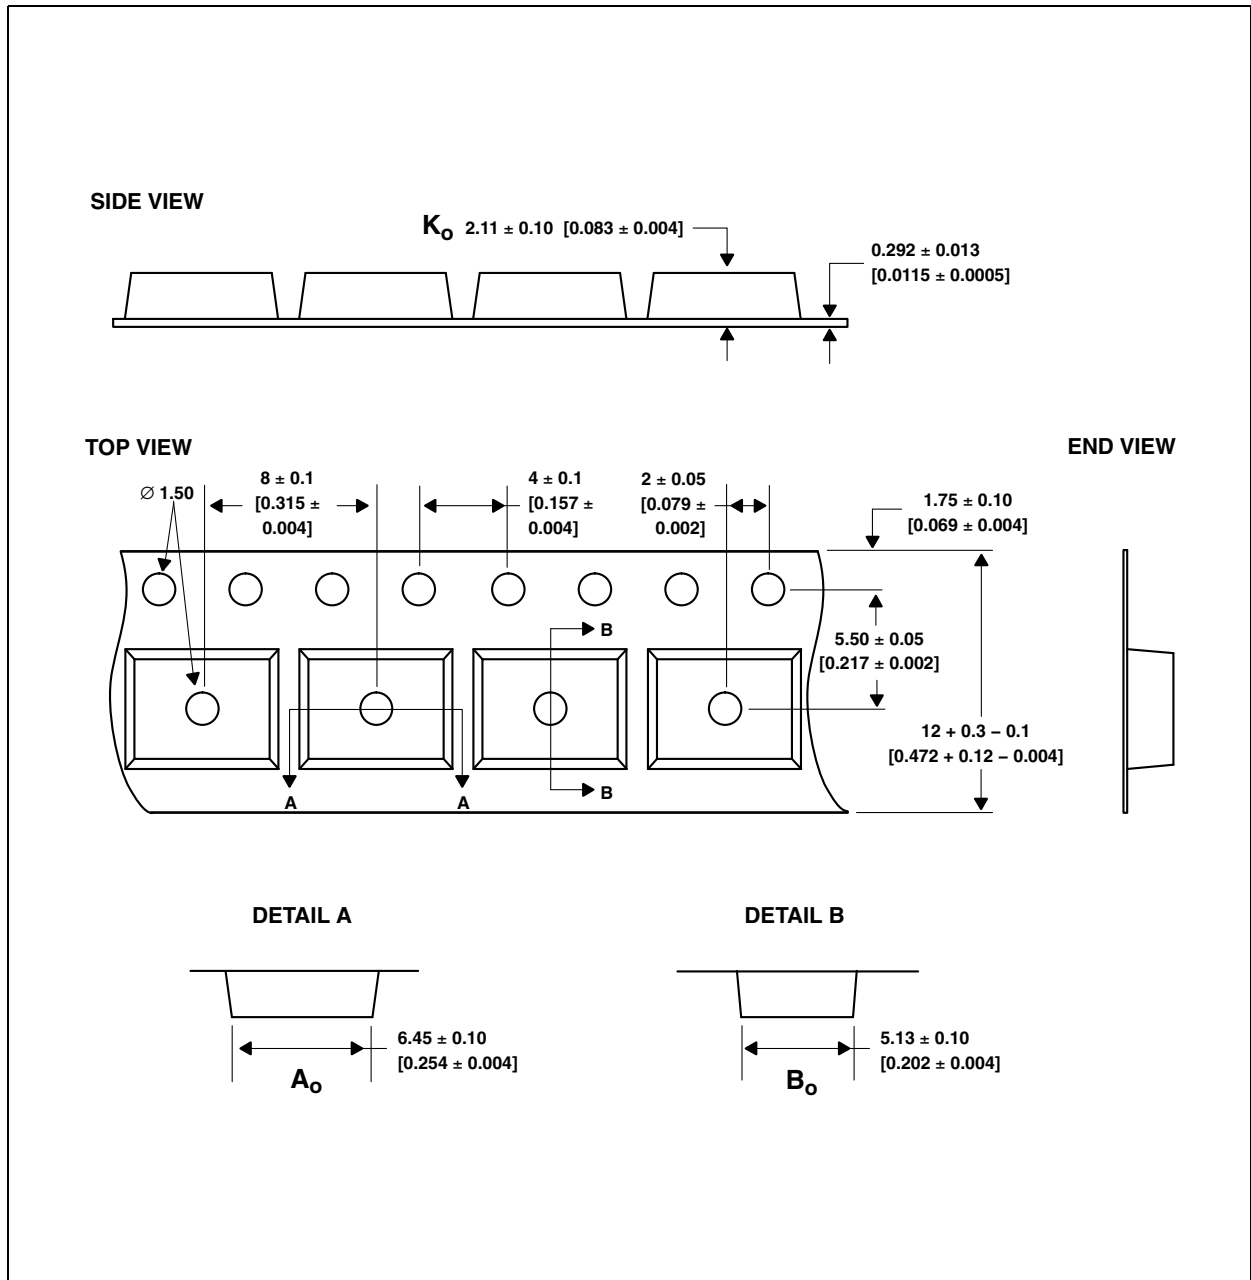 SIDE VIEW
Ko 2.11 ± 0.10 [0.083 ± 0.004]
0.292 ± 0.013
[0.0115 ± 0.0005]
TOP VIEW
END VIEW
∅ 1.50
8 ± 0.1
[0.315 ±
0.004]
4 ± 0.1
[0.157 ±
0.004]
2 ± 0.05
[0.079 ±
0.002]
1.75 ± 0.10
[0.069 ± 0.004]
B
5.50 ± 0.05
[0.217 ± 0.002]
12 + 0.3 − 0.1
[0.472 + 0.12 − 0.004]
A
A
B
DETAIL A
DETAIL B
6.45 ± 0.10
[0.254 ± 0.004]
Ao
5.13 ± 0.10
[0.202 ± 0.004]
Bo